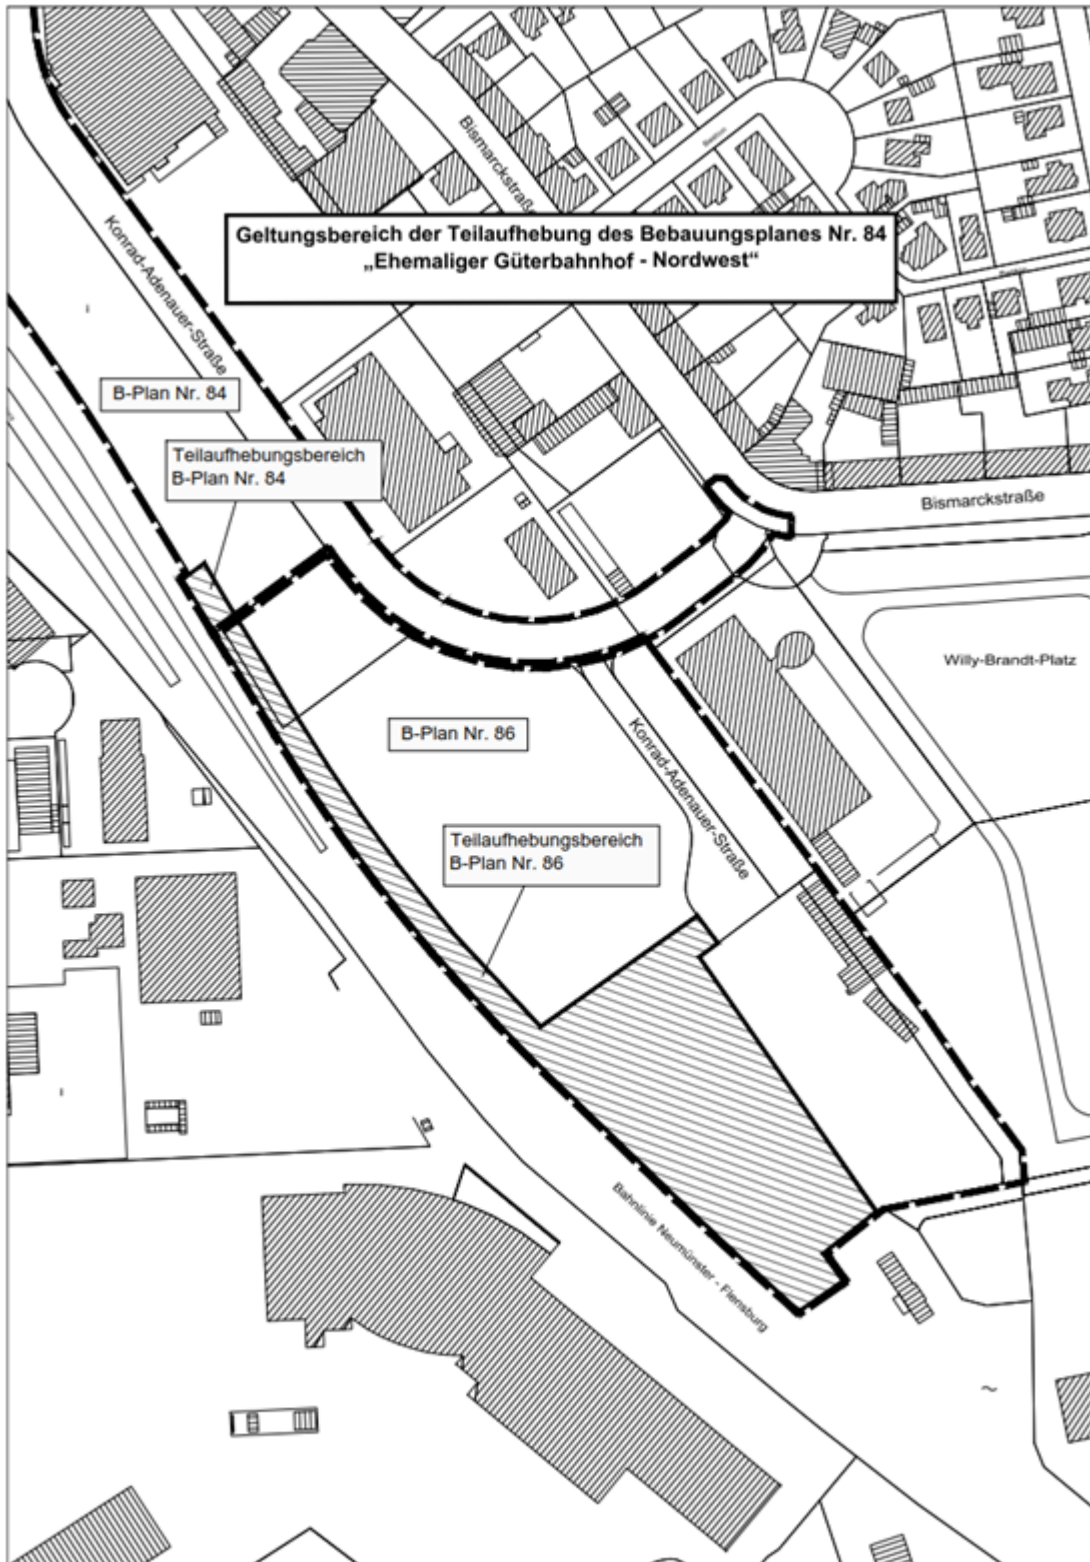 Bismarckstraße
Konrad-Adenauer-Straße
Geltungsbereich der Teilaufhebung des Bebauungsplanes Nr. 84
„Ehemaliger Güterbahnhof - Nordwest“
B-Plan Nr. 84
Teilaufhebungsbereich
B-Plan Nr. 84
Bismarckstraße
Willy-Brandt-Platz
B-Plan Nr. 86
Konrad-Adenauer-Straße
Teilaufhebungsbereich
B-Plan Nr. 86
Bahnlinie Neumünster - Flensburg